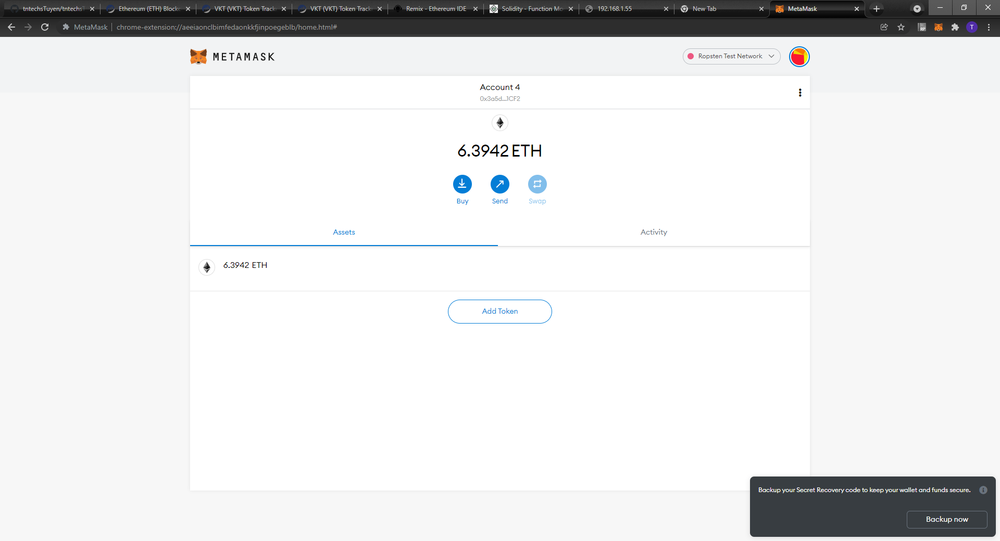 tntechsTuyen/tntechsT
Ethereum (ETH) Blockc
VKT (VKT) Token Track
VKT (VKT) Token Track
Remix - Ethereum IDE
Solidity - Function Mo
192.168.1.55
New Tab
MetaMask
MetaMask
chrome-extension://aeeiaonclbimfedaonkkfjinpoegeblb/home.html#
RP
T
METAMASK
Ropsten Test Network
Account 4
0x3a5d...1CF2
6.3942 ETH
Buy
Send
Swap
Assets
Activity
6.3942 ETH
Add Token
Backup your Secret Recovery code to keep your wallet and funds secure.
Backup now